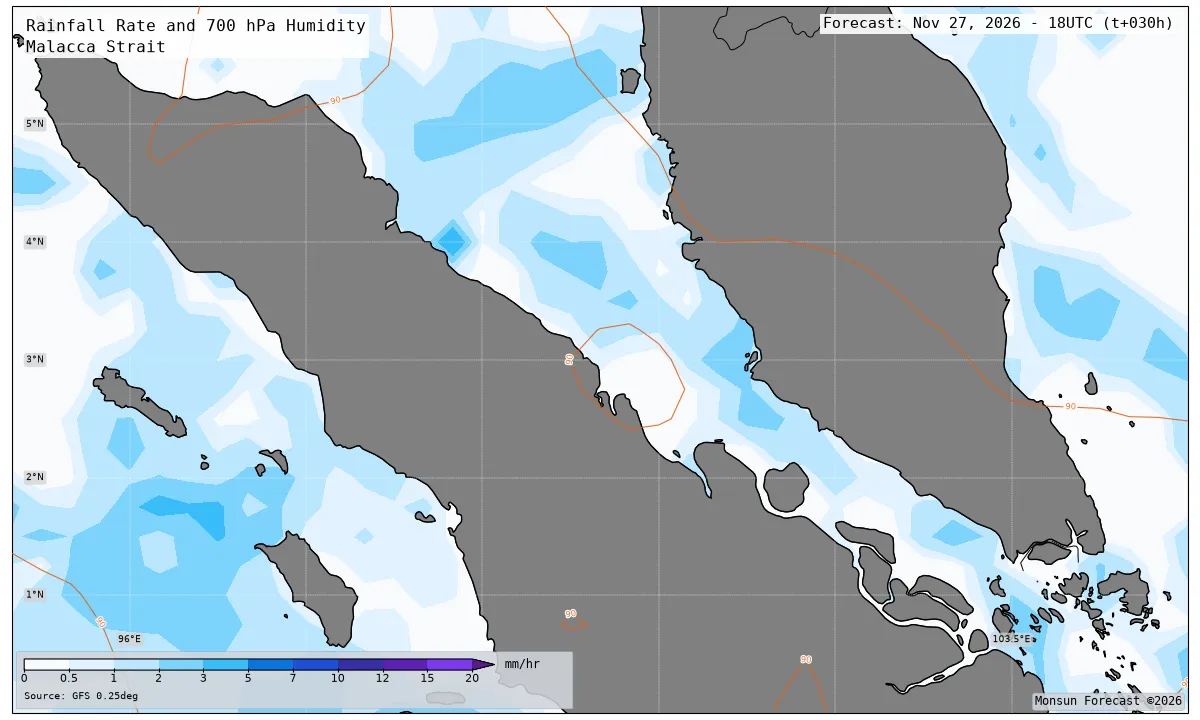 Rainfall Rate and 700 hPa Humidity
Malacca Strait
Forecast: Nov 27, 2026 - 18UTC (t+030h)
90
5°N
4°N
90
3°N
90
2°N
1°N
90
90
96°E
103.5°E
90
90
mm/hr
0 0.5 1 2 3 5 7 10 12 15 20
Source: GFS 0.25deg
Monsun Forecast ©2026